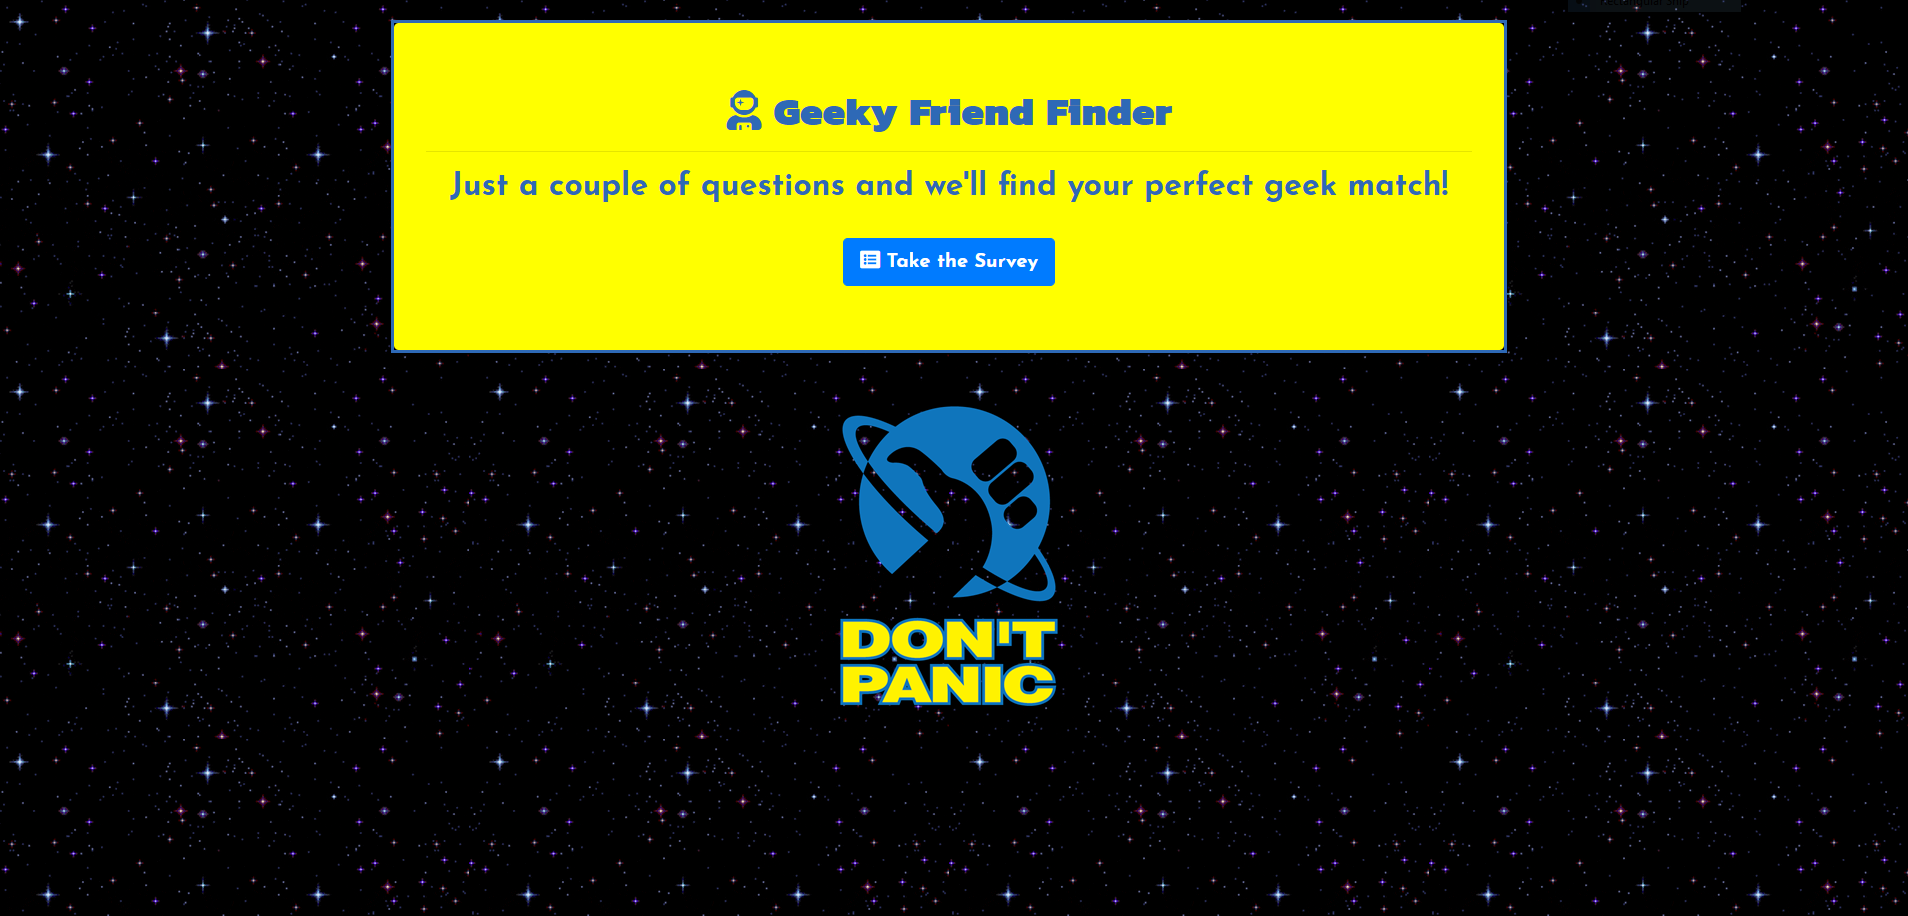 Geeky Friend Finder
Just a couple of questions and we'll find your perfect geek match!
Take the Survey
DON'T
PANIC